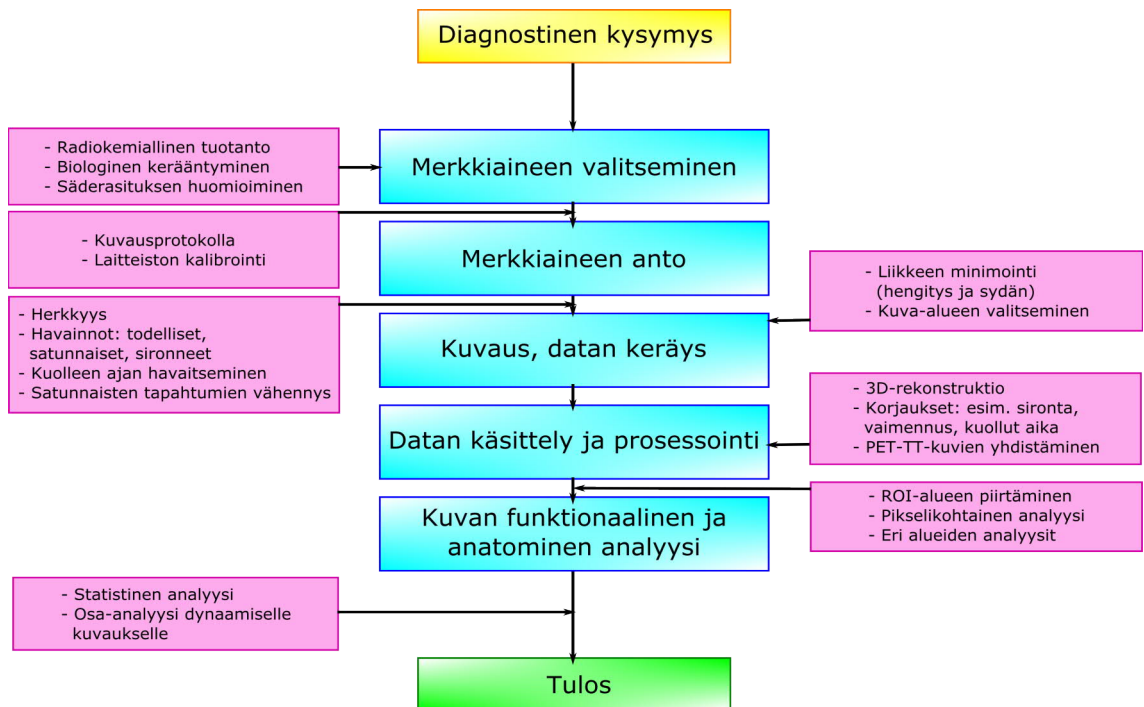 Diagnostinen kysymys
- Radiokemiallinen tuotanto
- Biologinen kerääntyminen
- Säderasituksen huomioiminen
Merkkiaineen valitseminen
- Kuvausprotokolla
- Laitteiston kalibrointi
Merkkiaineen anto
- Liikkeen minimointi
(hengitys ja sydän)
- Kuva-alueen valitseminen
- Herkkyys
- Havainnot: todelliset,
satunnaiset, sironneet
- Kuolleen ajan havaitseminen
- Satunnaisten tapahtumien vähennys
Kuvaus, datan keräys
- 3D-rekonstruktio
- Korjaukset: esim. sironta,
vaimennus, kuollut aika
- PET-TT-kuvien yhdistäminen
Datan käsittely ja prosessointi
- ROI-alueen piirtäminen
- Pikselikohtainen analyysi
- Eri alueiden analyysit
Kuvan funktionaalinen ja
anatominen analyysi
- Statistinen analyysi
- Osa-analyysi dynaamiselle
kuvaukselle
Tulos